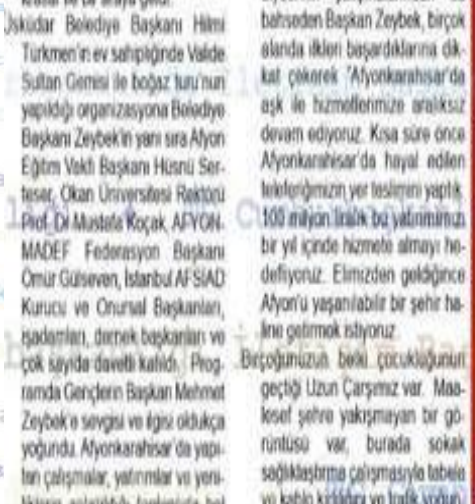 Üsküdar Belediye Başkanı Hilmi
Türkmen'in ev sahipliğinde Valide
Sultan Gemisi ile boğaz turu'nun
yapıldığı organizasyona Belediye
Başkanı Zeybek'in yanı sıra Afyon
Eğitim Vakfı Başkanı Hüsnü Ser-
teser, Okan Üniversitesi Rektörü
Prof. Dr Mustafa Koçak, AFYON-
MADEF Federasyon Başkanı
Ömür Gülseven, İstanbul AFSİAD
Kurucu ve Onursal Başkanları,
işadamları, dernek başkanları ve
çok sayıda davetli katıldı. Prog-
ramda Gençlerin Başkan Mehmet
Zeybek'e sevgisi ve ilgisi oldukça
yoğundu. Afyonkarahisar'da yapı-
lan çalışmalar, yatırımlar ve yeni-
bahseden Başkan Zeybek, birçok
alanda ilkleri başardıklarına dik-
kat çekerek "Afyonkarahisar'da
aşk ile hizmetlerimize aralıksız
devam ediyoruz. Kısa süre önce
Afyonkarahisar'da hayal edilen
teleferiğimizin yer teslimini yaptık.
100 milyon liralık bu yatırımımızı
bir yıl içinde hizmete almayı he-
defliyoruz. Elimizden geldiğince
Afyon'u yaşanılabilir bir şehir ha-
line getirmek istiyoruz.
Birçoğunuzun belki çocukluğunun
geçtiği Uzun Çarşımız var. Maa-
lesef şehre yakışmayan bir gö-
rüntüsü var, burada sokak
sağlıklaştırma çalışmasıyla tabela